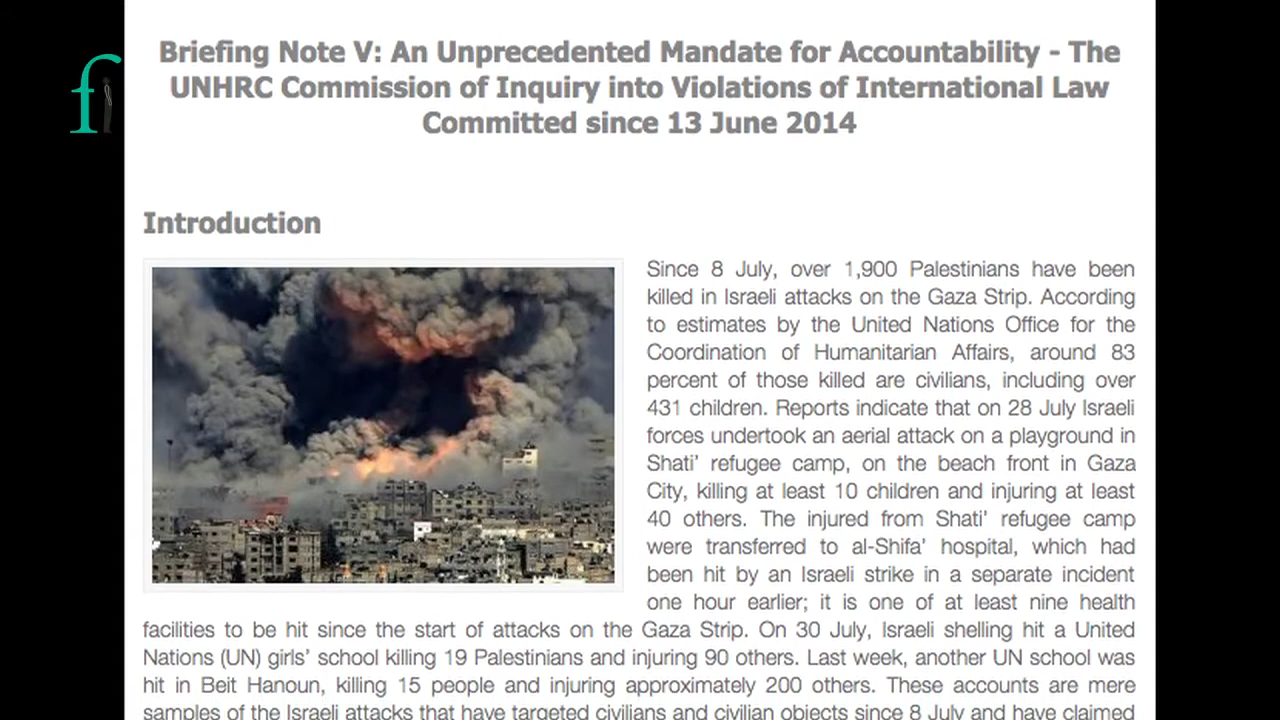 fi
Briefing Note V: An Unprecedented Mandate for Accountability - The
UNHRC Commission of Inquiry into Violations of International Law
Committed since 13 June 2014
Introduction
Since 8 July, over 1,900 Palestinians have been
killed in Israeli attacks on the Gaza Strip. According
to estimates by the United Nations Office for the
Coordination of Humanitarian Affairs, around 83
percent of those killed are civilians, including over
431 children. Reports indicate that on 28 July Israeli
forces undertook an aerial attack on a playground in
Shati’ refugee camp, on the beach front in Gaza
City, killing at least 10 children and injuring at least
40 others. The injured from Shati’ refugee camp
were transferred to al-Shifa’ hospital, which had
been hit by an Israeli strike in a separate incident
one hour earlier; it is one of at least nine health
facilities to be hit since the start of attacks on the Gaza Strip. On 30 July, Israeli shelling hit a United
Nations (UN) girls’ school killing 19 Palestinians and injuring 90 others. Last week, another UN school was
hit in Beit Hanoun, killing 15 people and injuring approximately 200 others. These accounts are mere
samples of the Israeli attacks that have targeted civilians and civilian objects since 8 July and have claimed